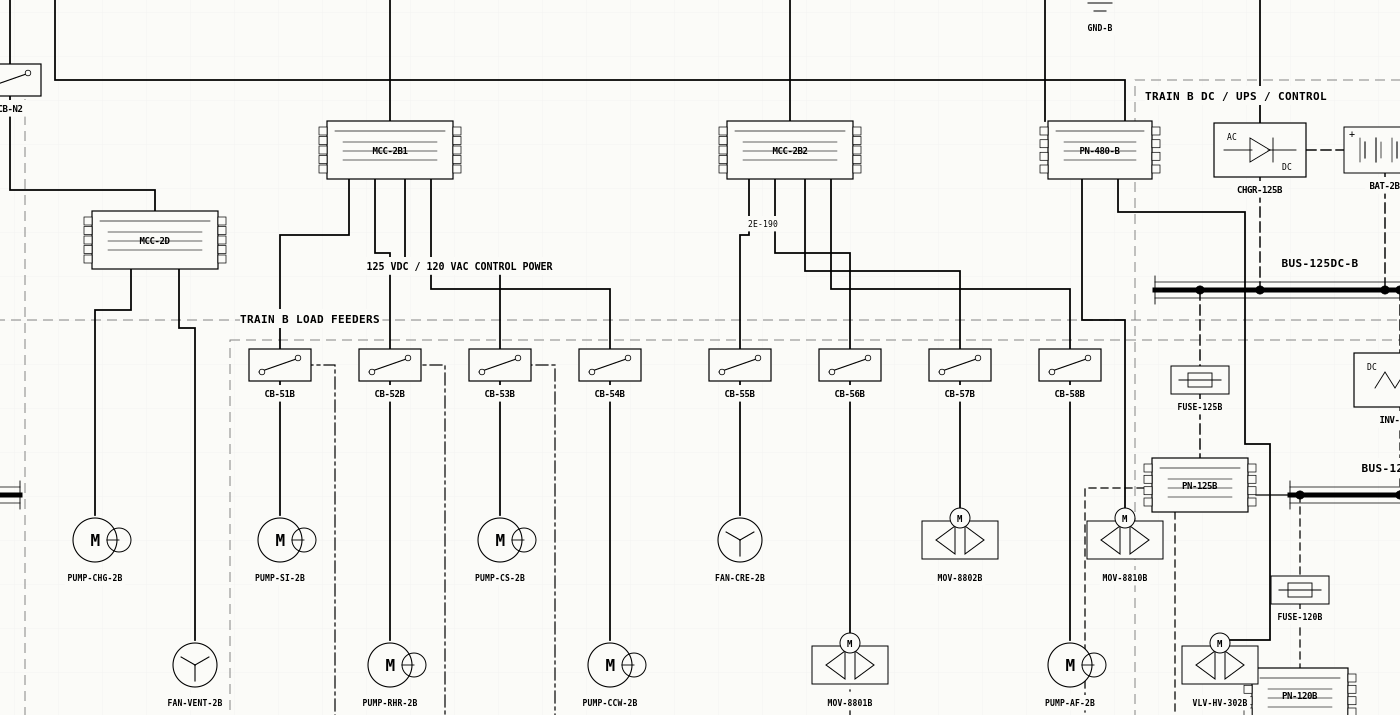 GND-B
CB-N2
TRAIN B DC / UPS / CONTROL
AC
DC
+
MCC-2B1
MCC-2B2
PN-480-B
CHGR-125B
BAT-2B
2E-190
MCC-2D
125 VDC / 120 VAC CONTROL POWER
BUS-125DC-B
TRAIN B LOAD FEEDERS
DC
CB-51B
CB-52B
CB-53B
CB-54B
CB-55B
CB-56B
CB-57B
CB-58B
FUSE-125B
INV-
BUS-12
PN-125B
M
M
M
M
M
PUMP-CHG-2B
PUMP-SI-2B
PUMP-CS-2B
FAN-CRE-2B
MOV-8802B
MOV-8810B
FUSE-120B
M
M
M
M
M
FAN-VENT-2B
PUMP-RHR-2B
PUMP-CCW-2B
MOV-8801B
PUMP-AF-2B
VLV-HV-302B
PN-120B